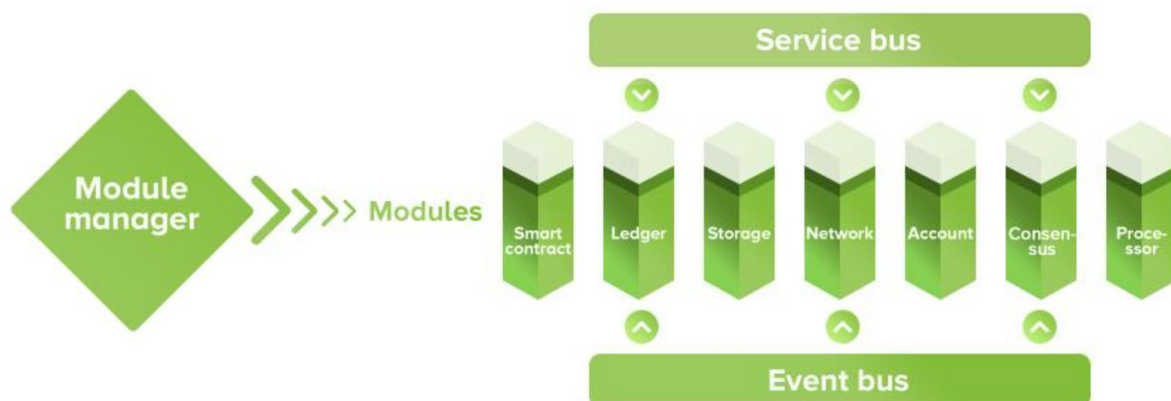 Service bus
Module
manager
Modules
Smart
contract
Ledger
Storage
Network
Account
Consen-
sus
Proce-
ssor
Event bus